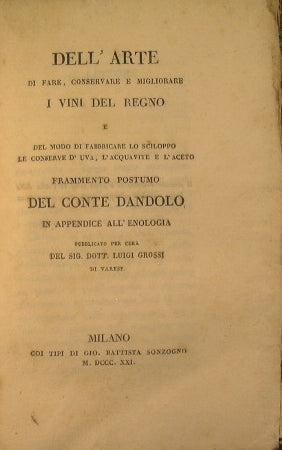 DELL' ARTE
DI FARE, CONSERVARE E MIGLIORARE
I VINI DEL REGNO
E
DEL MODO DI FABBRICARE LO SCILOPPO
LE CONSERVE D' UVA, L'ACQUAVITE E L'ACETO
FRAMMENTO POSTUMO
DEL CONTE DANDOLO
IN APPENDICE ALL' ENOLOGIA
PUBBLICATO PER CURA
DEL SIG. DOTT. LUIGI GROSSI
DI VARESE
MILANO
COI TIPI DI GIO. BATTISTA SONZOGNO
M. DCCC. XXI.